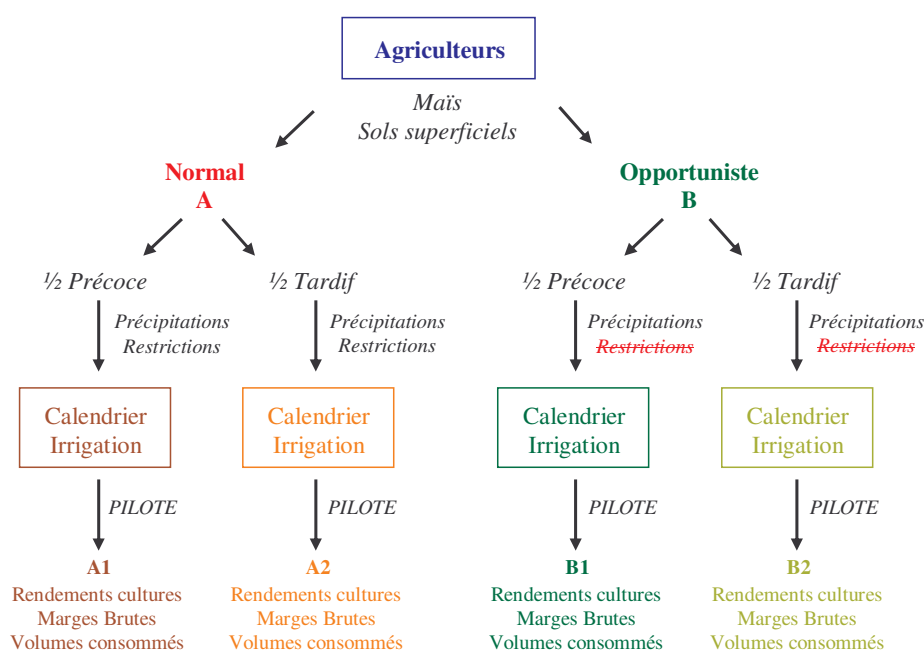 Agriculteurs
Maïs
Sols superficiels
Normal
A
Opportuniste
B
½ Précoce
½ Tardif
½ Précoce
½ Tardif
Précipitations
Restrictions
Précipitations
Restrictions
Précipitations
Restrictions
Précipitations
Restrictions
Calendrier
Irrigation
Calendrier
Irrigation
Calendrier
Irrigation
Calendrier
Irrigation
PILOTE
PILOTE
PILOTE
PILOTE
A1
Rendements cultures
Marges Brutes
Volumes consommés
A2
Rendements cultures
Marges Brutes
Volumes consommés
B1
Rendements cultures
Marges Brutes
Volumes consommés
B2
Rendements cultures
Marges Brutes
Volumes consommés